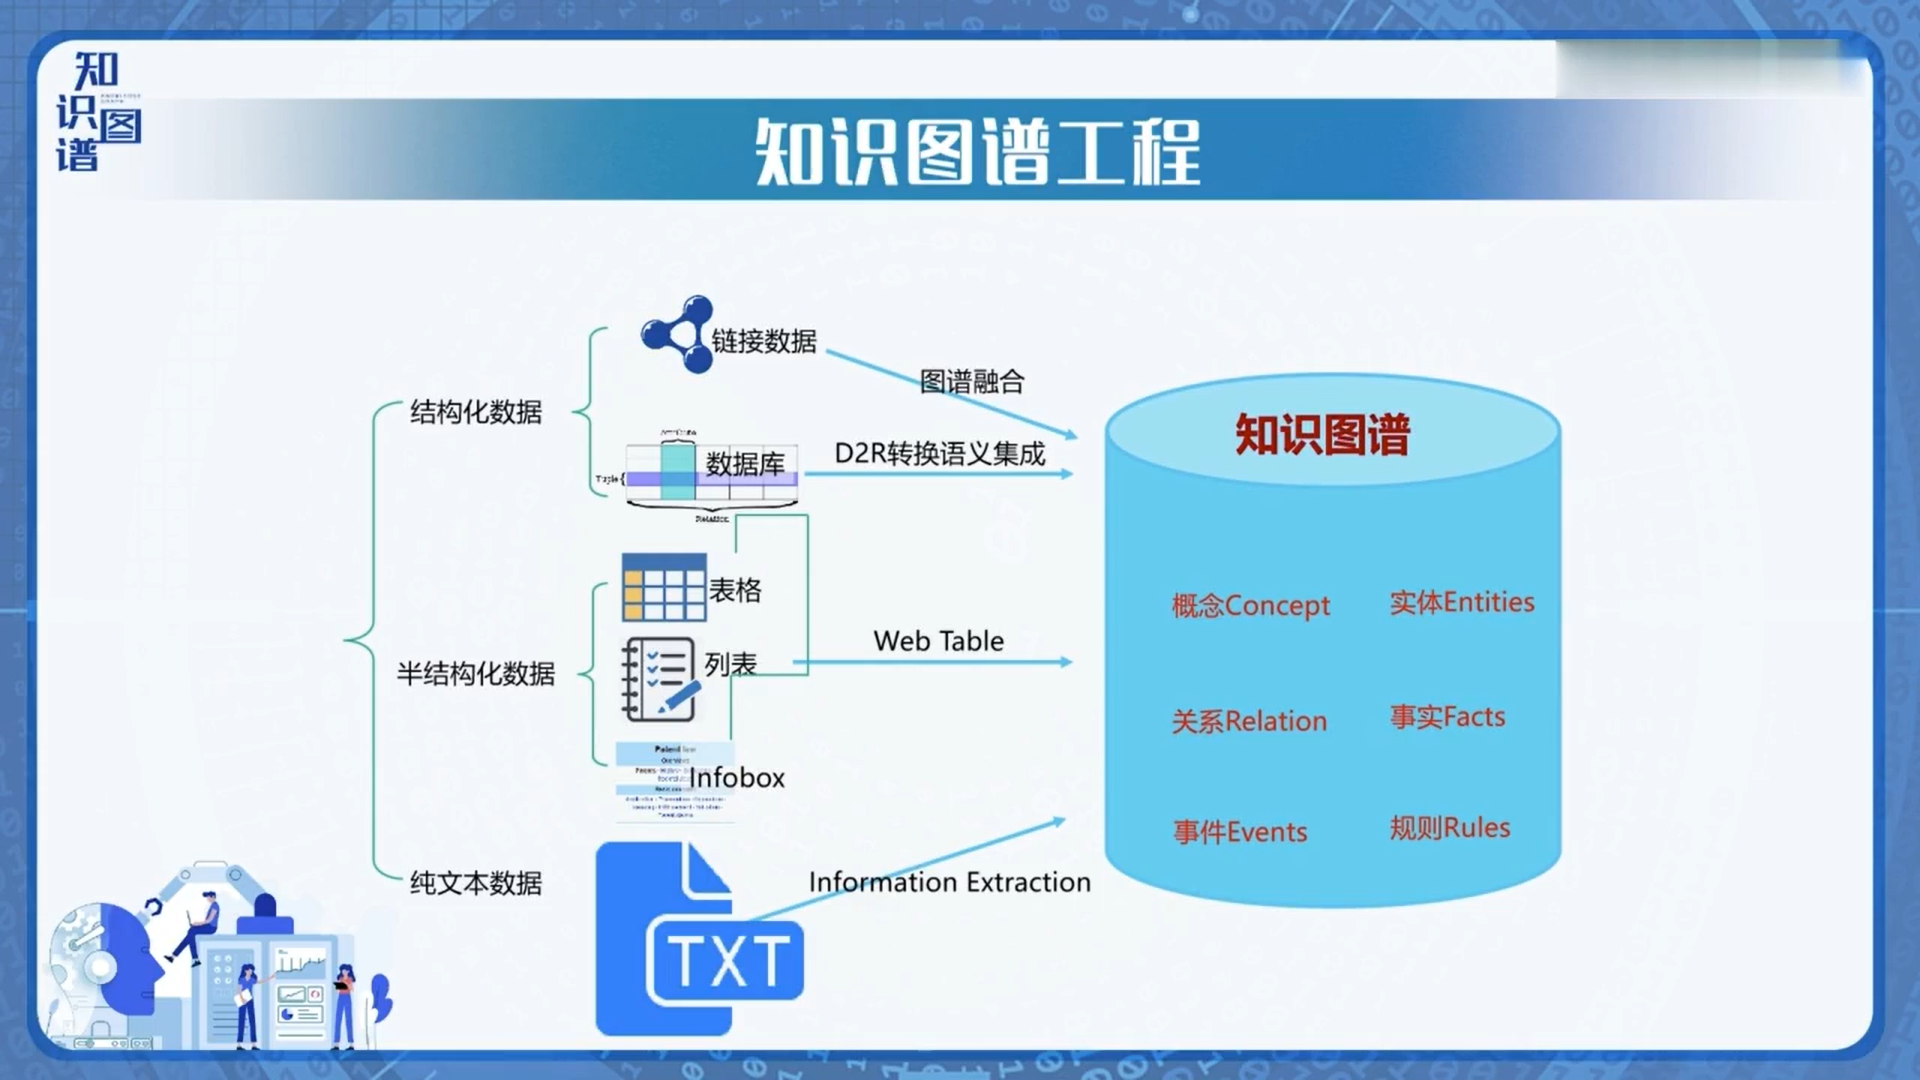 知识图谱
知识图谱工程
链接数据
图谱融合
结构化数据
Attribute
数据库
D2R转换语义集成
Tuple
Relation
知识图谱
表格
概念Concept
实体Entities
Web Table
半结构化数据
列表
关系Relation
事实Facts
Infobox
事件Events
规则Rules
纯文本数据
Information Extraction
TXT